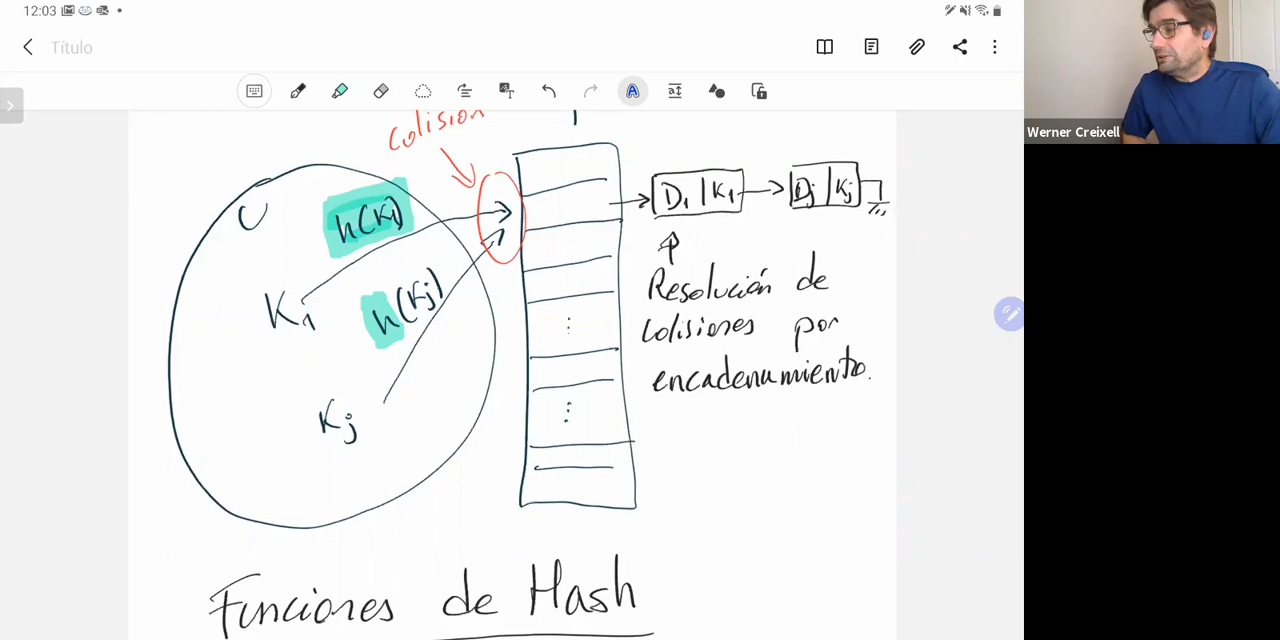 12:03
Título
Colisión
U
h(K1)
K1
h(Kj)
Kj
D1 | K1
Dj | Kj
Resolución de
colisiones por
encadenamiento.
Funciones de Hash
Werner Creixell